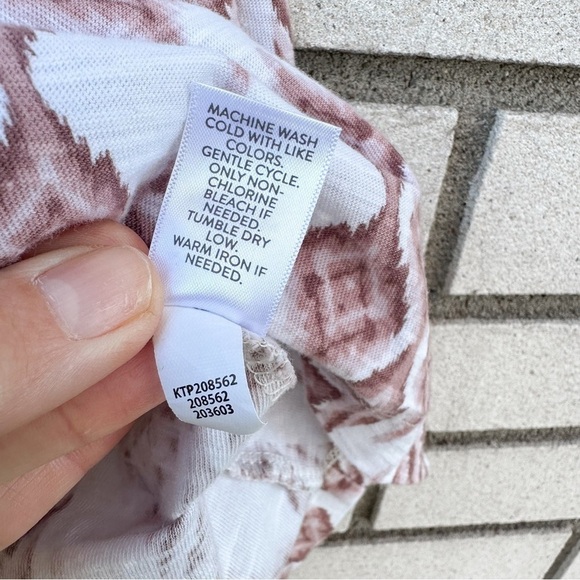 MACHINE WASH
COLD WITH LIKE
COLORS.
GENTLE CYCLE.
ONLY NON-
CHLORINE
BLEACH IF
NEEDED.
TUMBLE DRY
LOW.
WARM IRON IF
NEEDED.
KTP208562
208562
203603